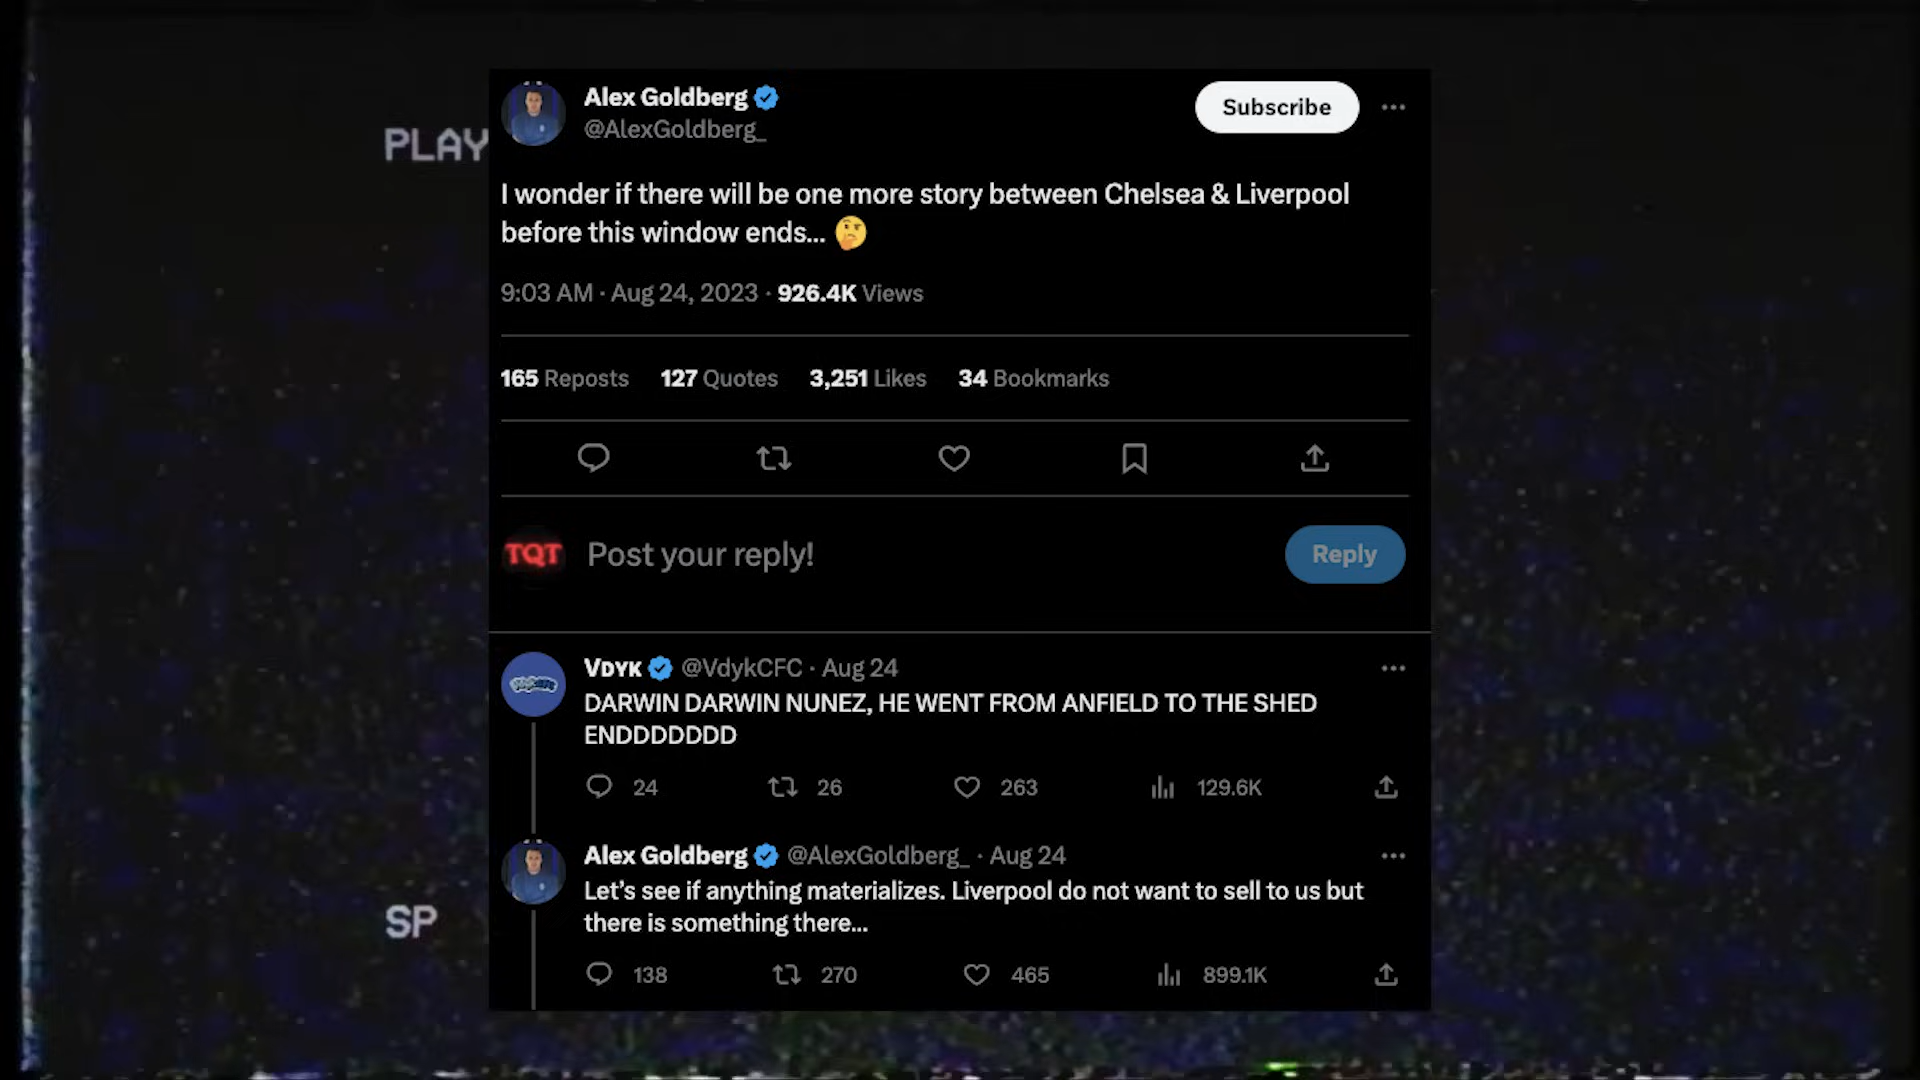 PLAY
Alex Goldberg
@AlexGoldberg_
Subscribe
I wonder if there will be one more story between Chelsea & Liverpool
before this window ends... 🤔
9:03 AM · Aug 24, 2023 · 926.4K Views
165 Reposts 127 Quotes 3,251 Likes 34 Bookmarks
TQT Post your reply! Reply
VDYK @VdykCFC · Aug 24
DARWIN DARWIN NUNEZ, HE WENT FROM ANFIELD TO THE SHED
ENDDDDDDD
24 26 263 129.6K
Alex Goldberg @AlexGoldberg_ · Aug 24
Let's see if anything materializes. Liverpool do not want to sell to us but
there is something there...
138 270 465 899.1K
SP